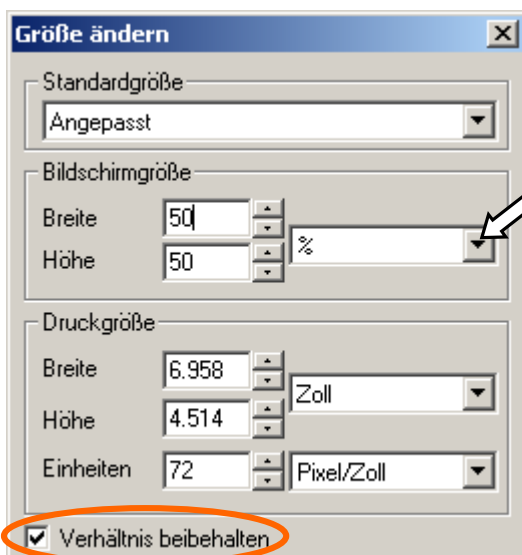 Größe ändern
Standardgröße
Angepasst
Bildschirmgröße
Breite 50
%
Höhe 50
Druckgröße
Breite 6.958
Zoll
Höhe 4.514
Einheiten 72 Pixel/Zoll
Verhältnis beibehalten